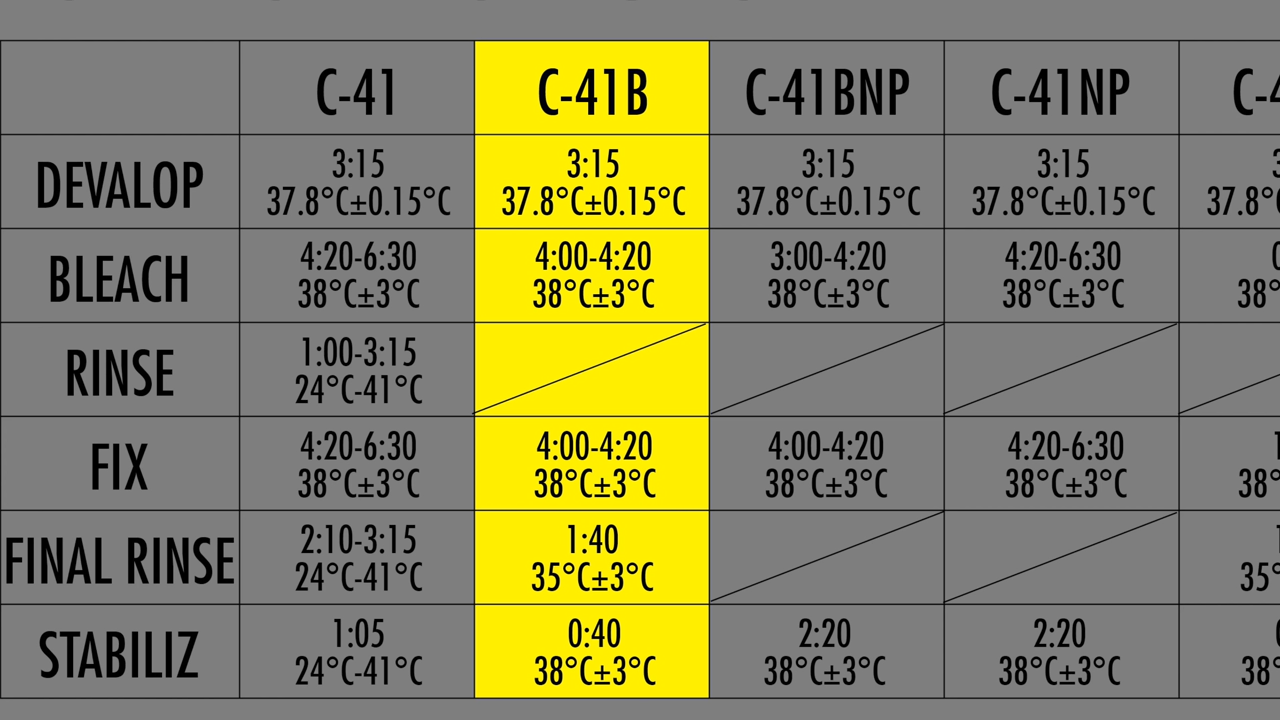 C-41 C-41B C-41BNP C-41NP
DEVALOP 3:15 3:15 3:15 3:15
37.8°C±0.15°C 37.8°C±0.15°C 37.8°C±0.15°C 37.8°C±0.15°C
BLEACH 4:20-6:30 4:00-4:20 3:00-4:20 4:20-6:30
38°C±3°C 38°C±3°C 38°C±3°C 38°C±3°C
RINSE 1:00-3:15
24°C-41°C
FIX 4:20-6:30 4:00-4:20 4:00-4:20 4:20-6:30
38°C±3°C 38°C±3°C 38°C±3°C 38°C±3°C
FINAL RINSE 2:10-3:15 1:40
24°C-41°C 35°C±3°C
STABILIZ 1:05 0:40 2:20 2:20
24°C-41°C 38°C±3°C 38°C±3°C 38°C±3°C